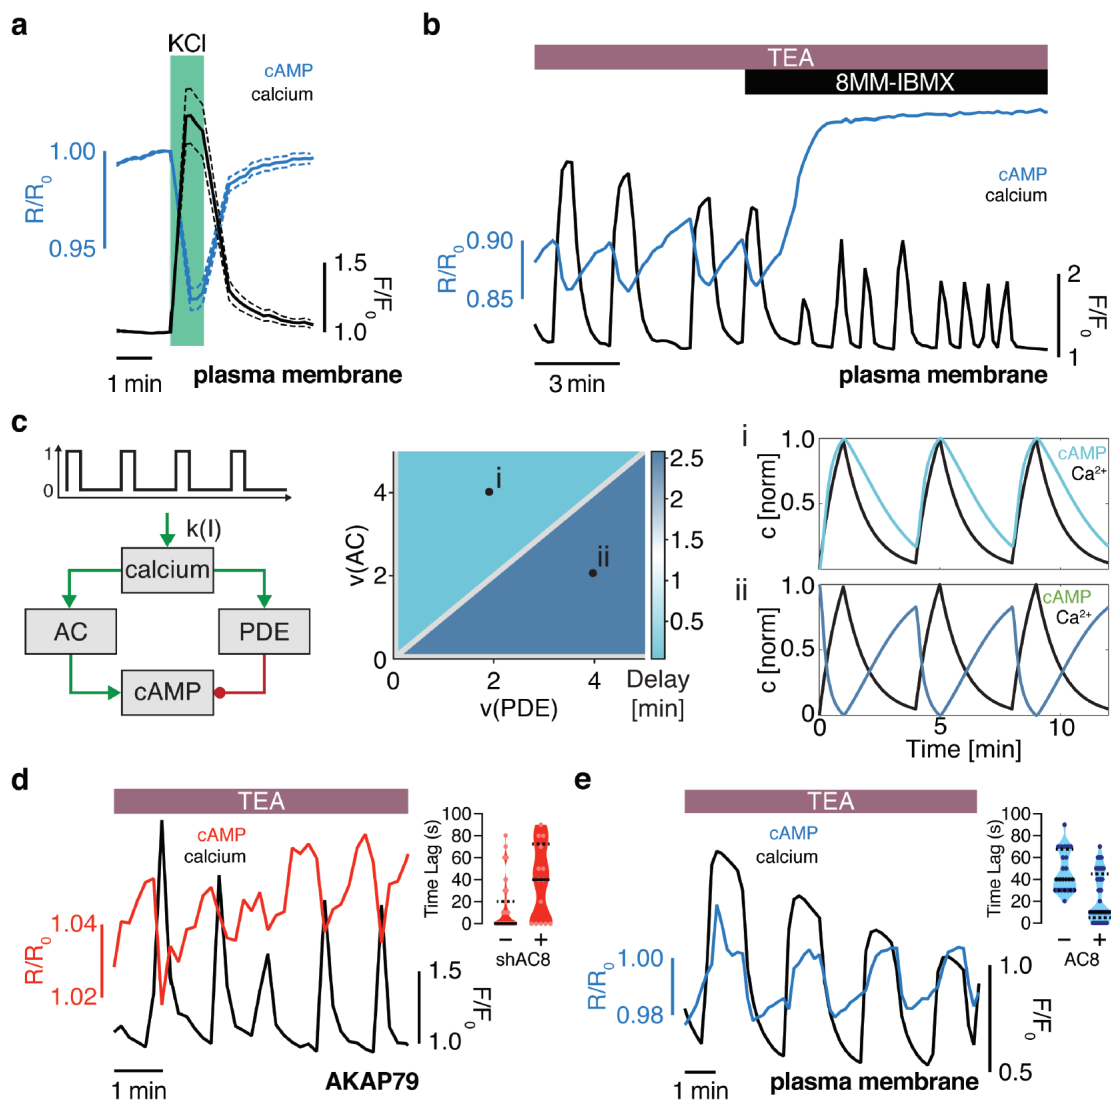 a
KCl
cAMP
calcium
1.00
0.95
R/R0
1.5
1.0
F/F0
1 min
plasma membrane
b
TEA
8MM-IBMX
cAMP
calcium
0.90
0.85
R/R0
2
1
F/F0
3 min
plasma membrane
c
1
0
k(I)
calcium
AC
PDE
cAMP
4
2
0
v(AC)
0
2
4
v(PDE)
i
ii
2.5
2
1.5
1
0.5
Delay
[min]
i
1.0
0.5
c [norm]
cAMP
Ca2+
ii
1.0
0.5
0
c [norm]
cAMP
Ca2+
0
5
10
Time [min]
d
TEA
cAMP
calcium
1.04
1.02
R/R0
1.5
1.0
F/F0
1 min
AKAP79
100
80
60
40
20
0
Time Lag (s)
− +
shAC8
e
TEA
cAMP
calcium
1.00
0.98
R/R0
1.0
0.5
F/F0
1 min
plasma membrane
100
80
60
40
20
0
Time Lag (s)
− +
AC8